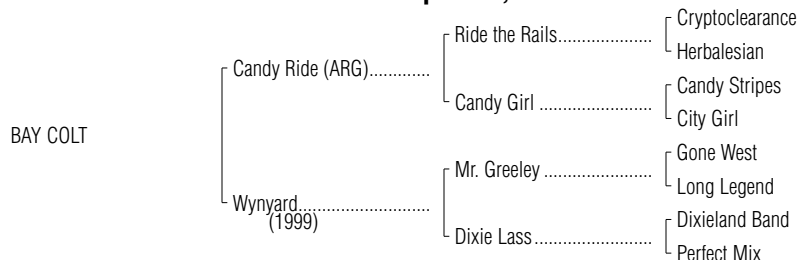 Cryptoclearance
Ride the Rails....................
Herbalesian
Candy Ride (ARG).............
Candy Stripes
Candy Girl ........................
City Girl
BAY COLT
Gone West
Mr. Greeley ......................
Long Legend
Wynyard...........................
(1999)
Dixieland Band
Dixie Lass.........................
Perfect Mix